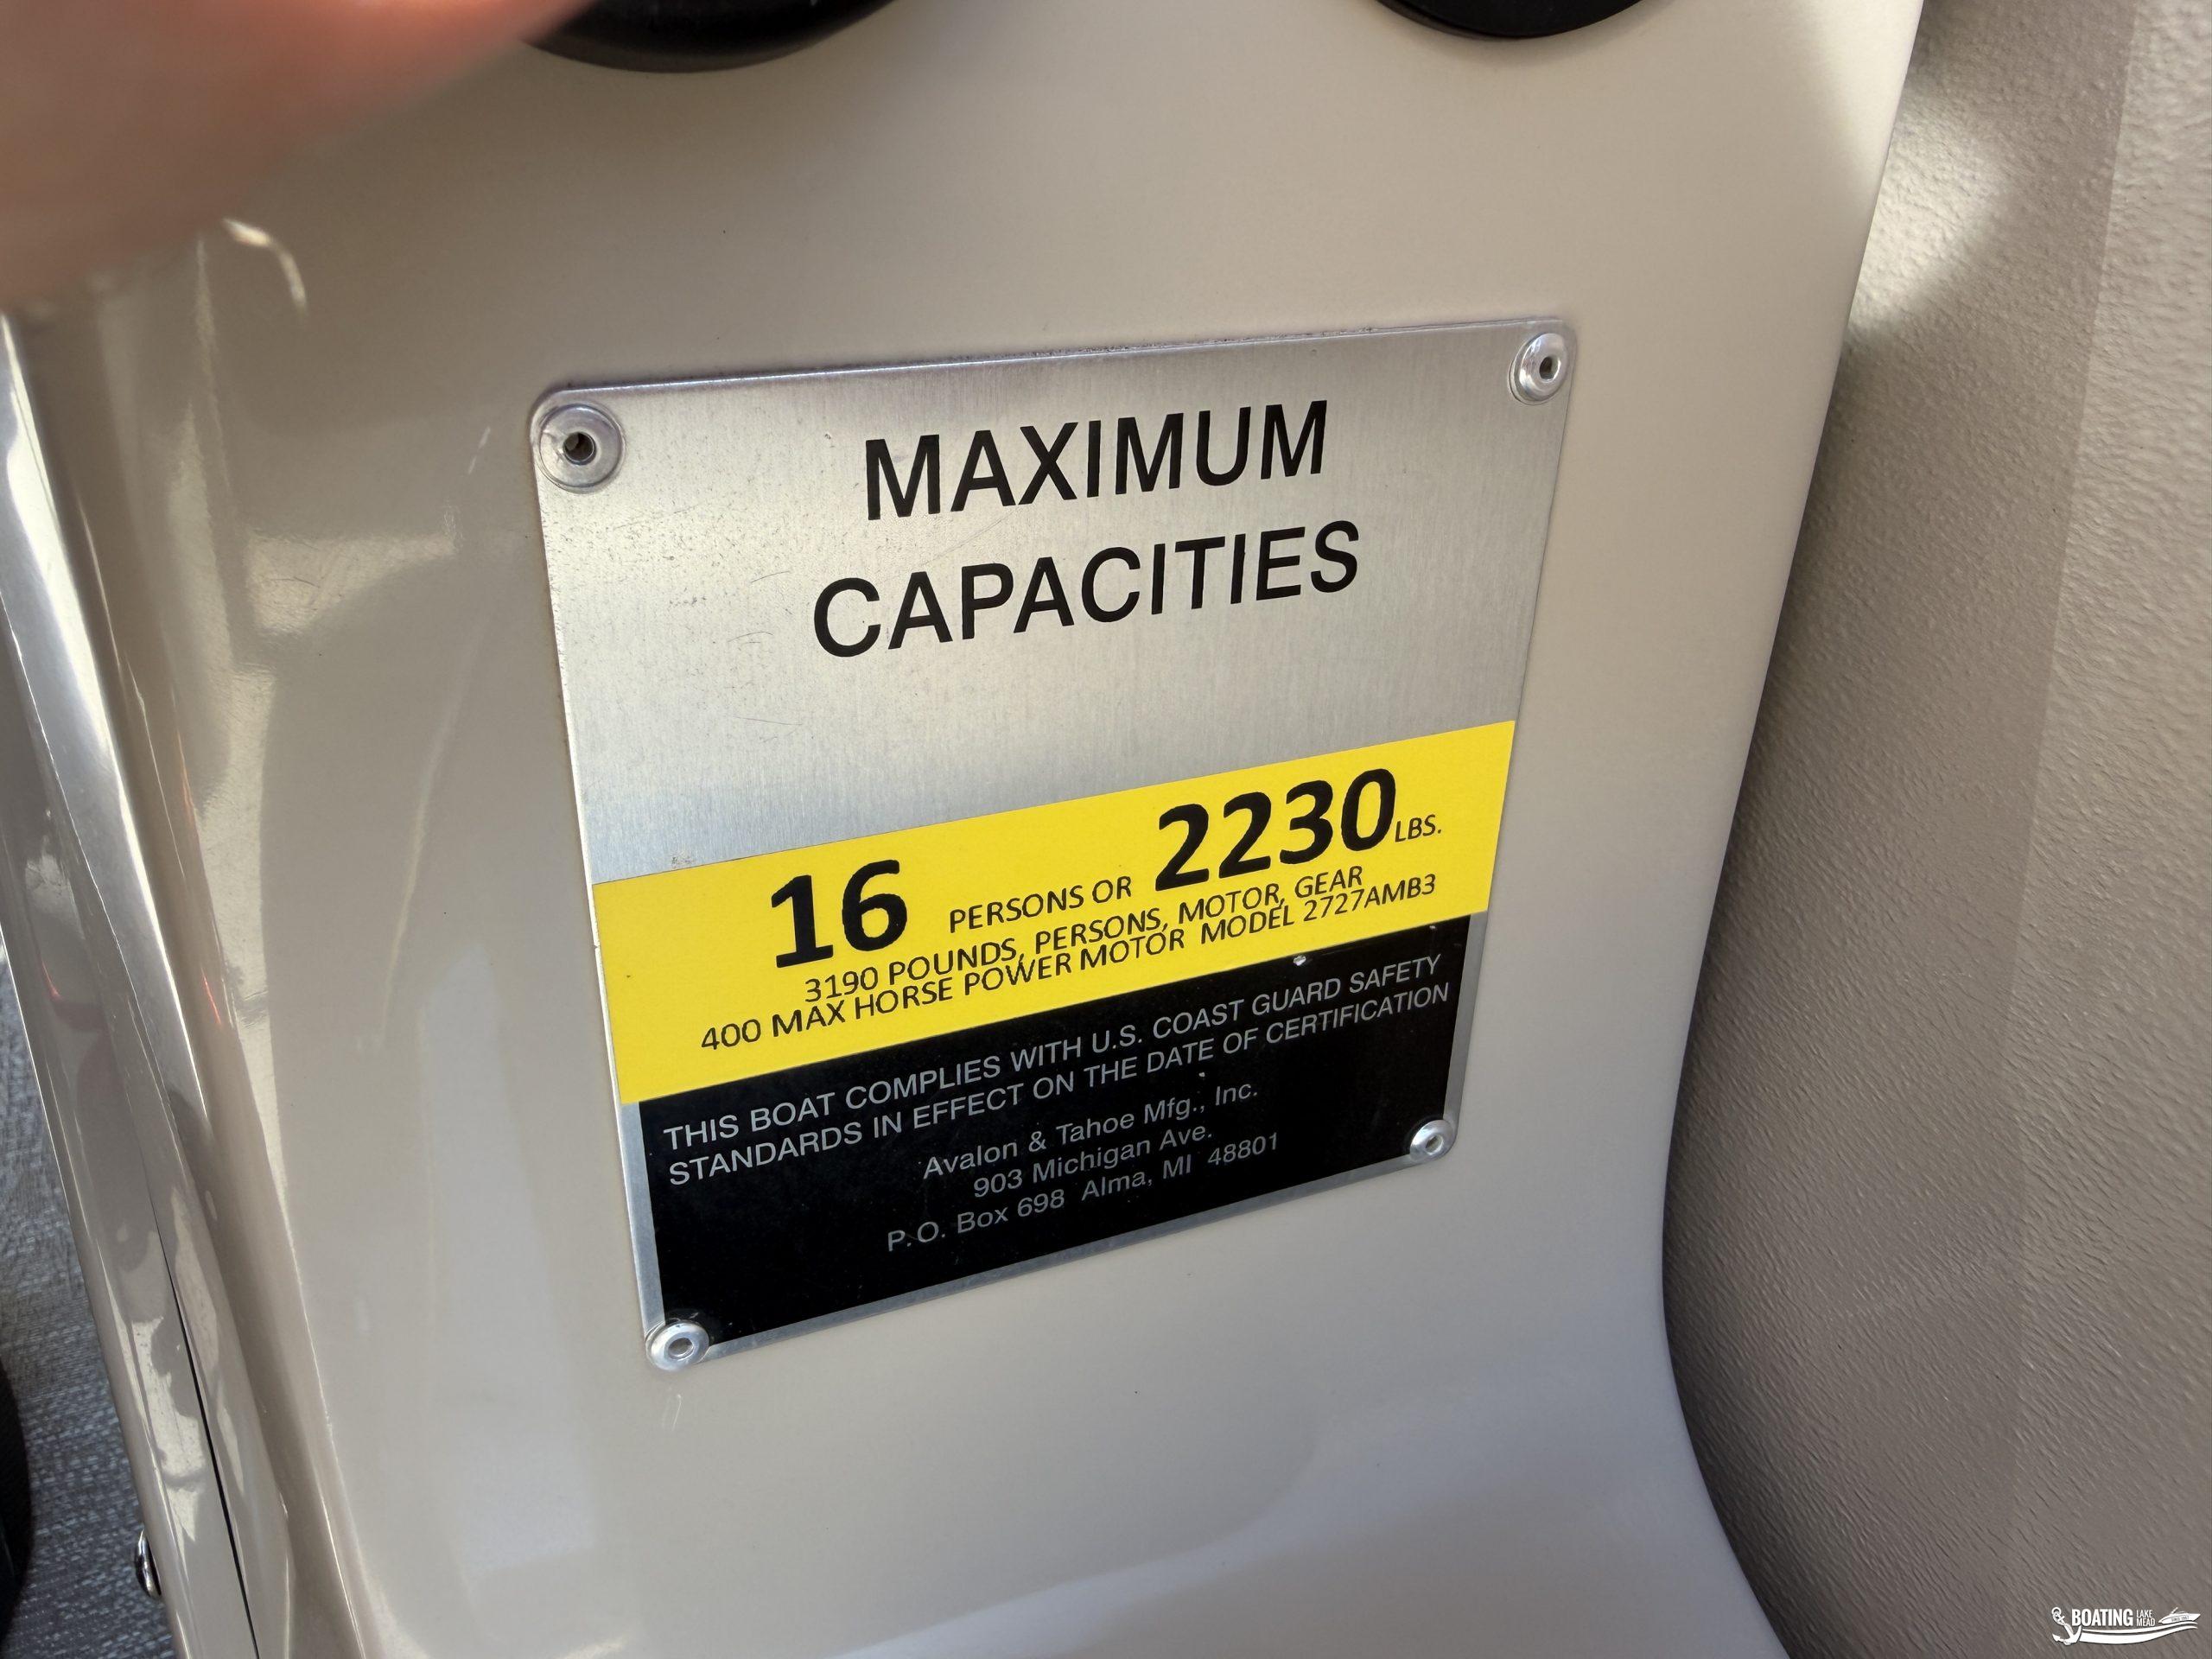 MAXIMUM
CAPACITIES
16 PERSONS OR 2230 LBS.
3190 POUNDS, PERSONS, MOTOR, GEAR
400 MAX HORSE POWER MOTOR MODEL 2727AMB3
THIS BOAT COMPLIES WITH U.S. COAST GUARD SAFETY
STANDARDS IN EFFECT ON THE DATE OF CERTIFICATION
Avalon & Tahoe Mfg., Inc.
903 Michigan Ave.
P.O. Box 698 Alma, MI 48801
BOATING LAKE MEAD